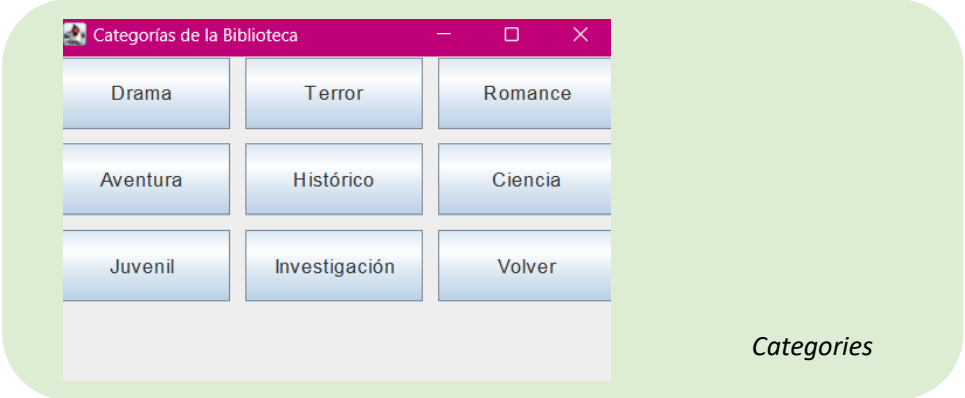 Categorías de la Biblioteca
Drama Terror Romance
Aventura Histórico Ciencia
Juvenil Investigación Volver
Categories